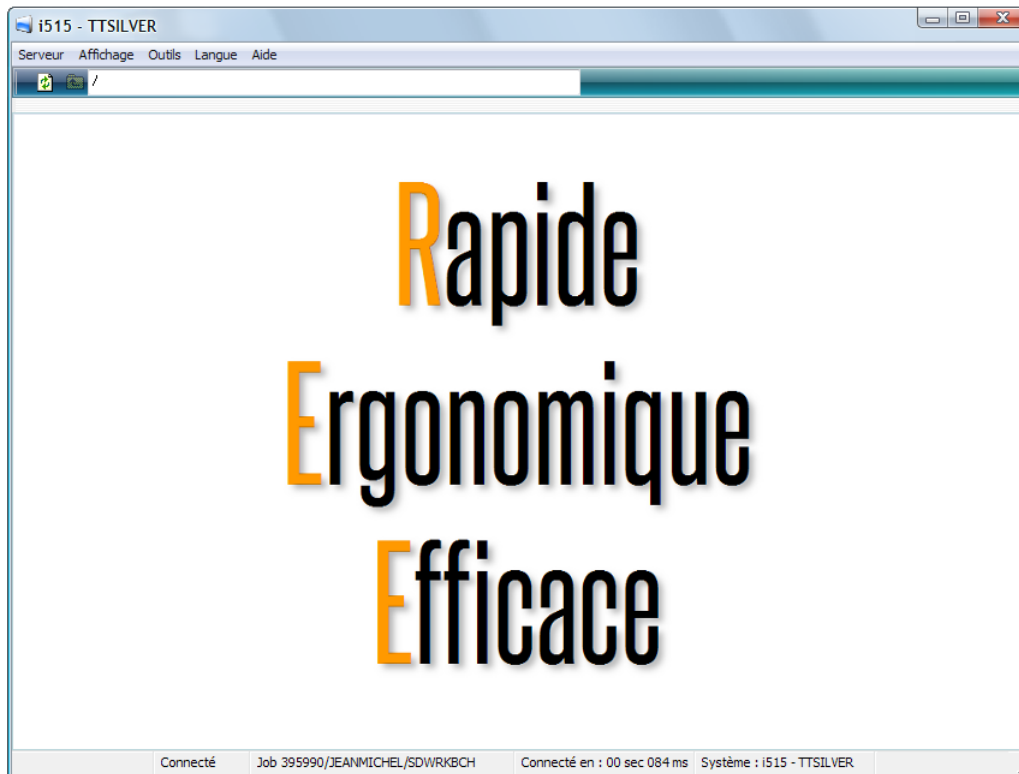 i515 - TTSILVER
Serveur Affichage Outils Langue Aide
/
Rapide
Ergonomique
Efficace
Connecté Job 395990/JEANMICHEL/SDWRKBCH Connecté en : 00 sec 084 ms Système : i515 - TTSILVER